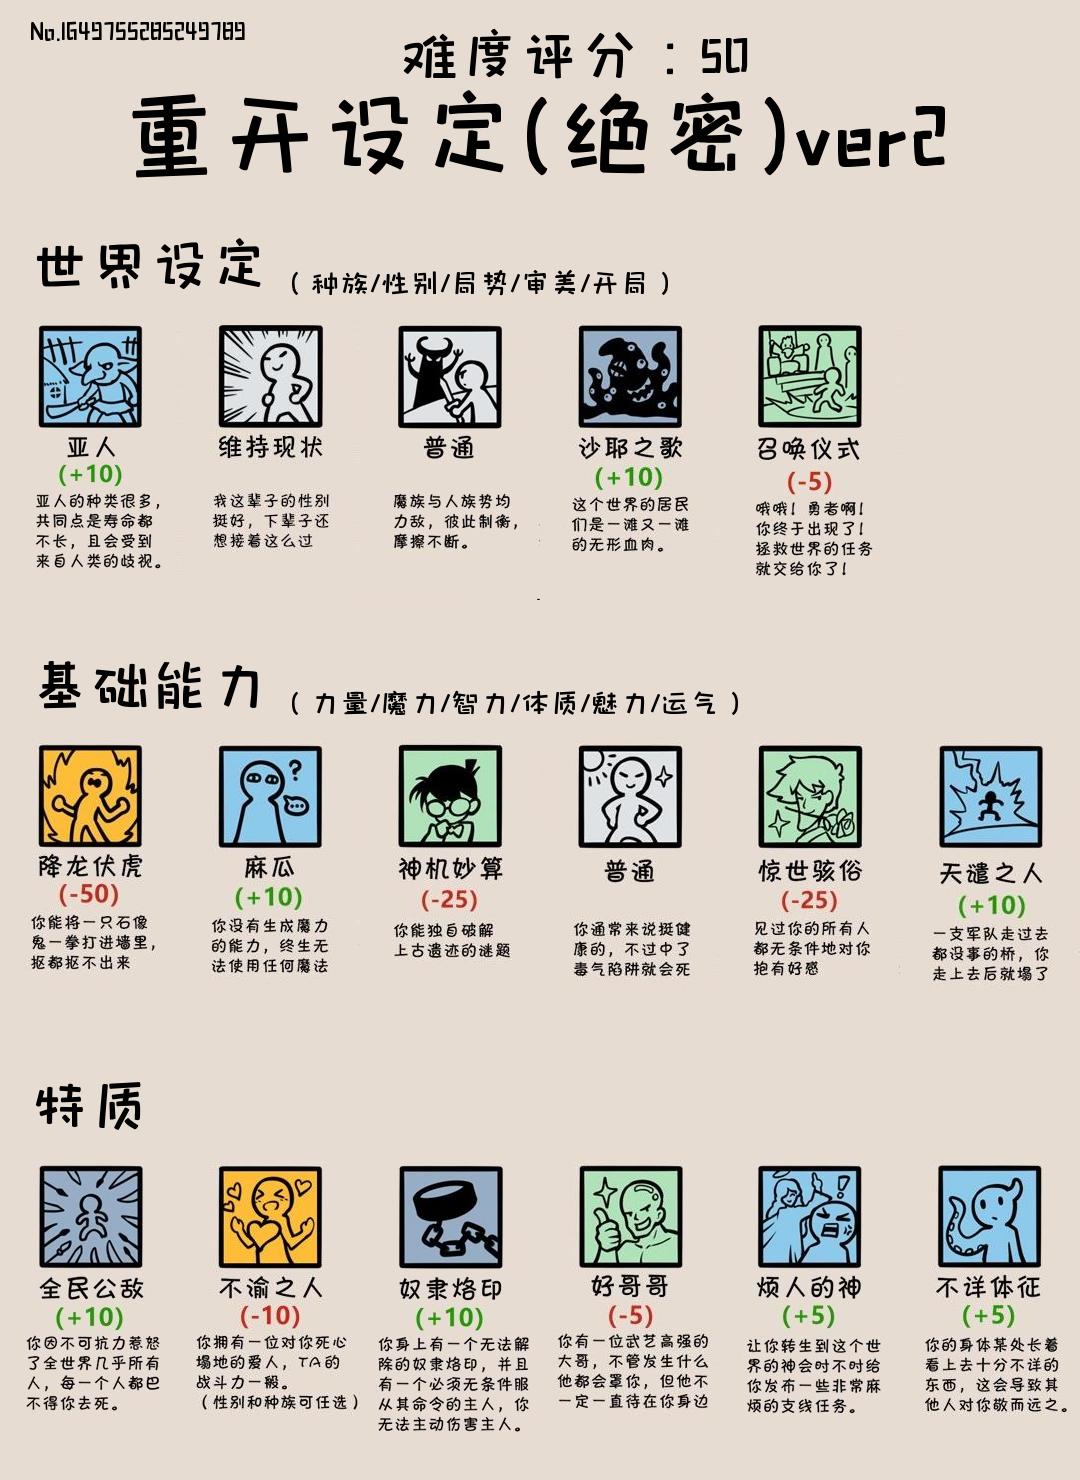 No.1649755285249789
难度评分：50
重开设定(绝密)ver2
世界设定 （种族/性别/局势/审美/开局）
亚人
(+10)
亚人的种类很多，
共同点是寿命都
不长，且会受到
来自人类的歧视。
维持现状
我这辈子的性别
挺好，下辈子还
想接着这么过
普通
魔族与人族势均
力敌，彼此制衡，
摩擦不断。
沙耶之歌
(+10)
这个世界的居民
们是一滩又一滩
的无形血肉。
召唤仪式
(-5)
哦哦！勇者啊！
你终于出现了！
拯救世界的任务
就交给你了！
基础能力 （力量/魔力/智力/体质/魅力/运气）
降龙伏虎
(-50)
你能将一只石像
鬼一拳打进墙里，
抠都抠不出来
麻瓜
(+10)
你没有生成魔力
的能力，终生无
法使用任何魔法
神机妙算
(-25)
你能独自破解
上古遗迹的谜题
普通
你通常来说挺健
康的，不过中了
毒气陷阱就会死
惊世骇俗
(-25)
见过你的所有人
都无条件地对你
抱有好感
天谴之人
(+10)
一支军队走过去
都没事的桥，你
走上去后就塌了
特质
全民公敌
(+10)
你因不可抗力惹怒
了全世界几乎所有
人，每一个人都巴
不得你去死。
不渝之人
(-10)
你拥有一位对你死心
塌地的爱人，TA的
战斗力一般。
（性别和种族可任选）
奴隶烙印
(+10)
你身上有一个无法解
除的奴隶烙印，并且
有一个必须无条件服
从其命令的主人，你
无法主动伤害主人。
好哥哥
(-5)
你有一位武艺高强的
大哥，不管发生什么
他都会罩你，但他不
一定一直待在你身边
烦人的神
(+5)
让你转生到这个世
界的神会时不时给
你发布一些非常麻
烦的支线任务。
不洋体征
(+5)
你的身体某处长着
看上去十分不洋的
东西，这会导致其
他人对你敬而远之。